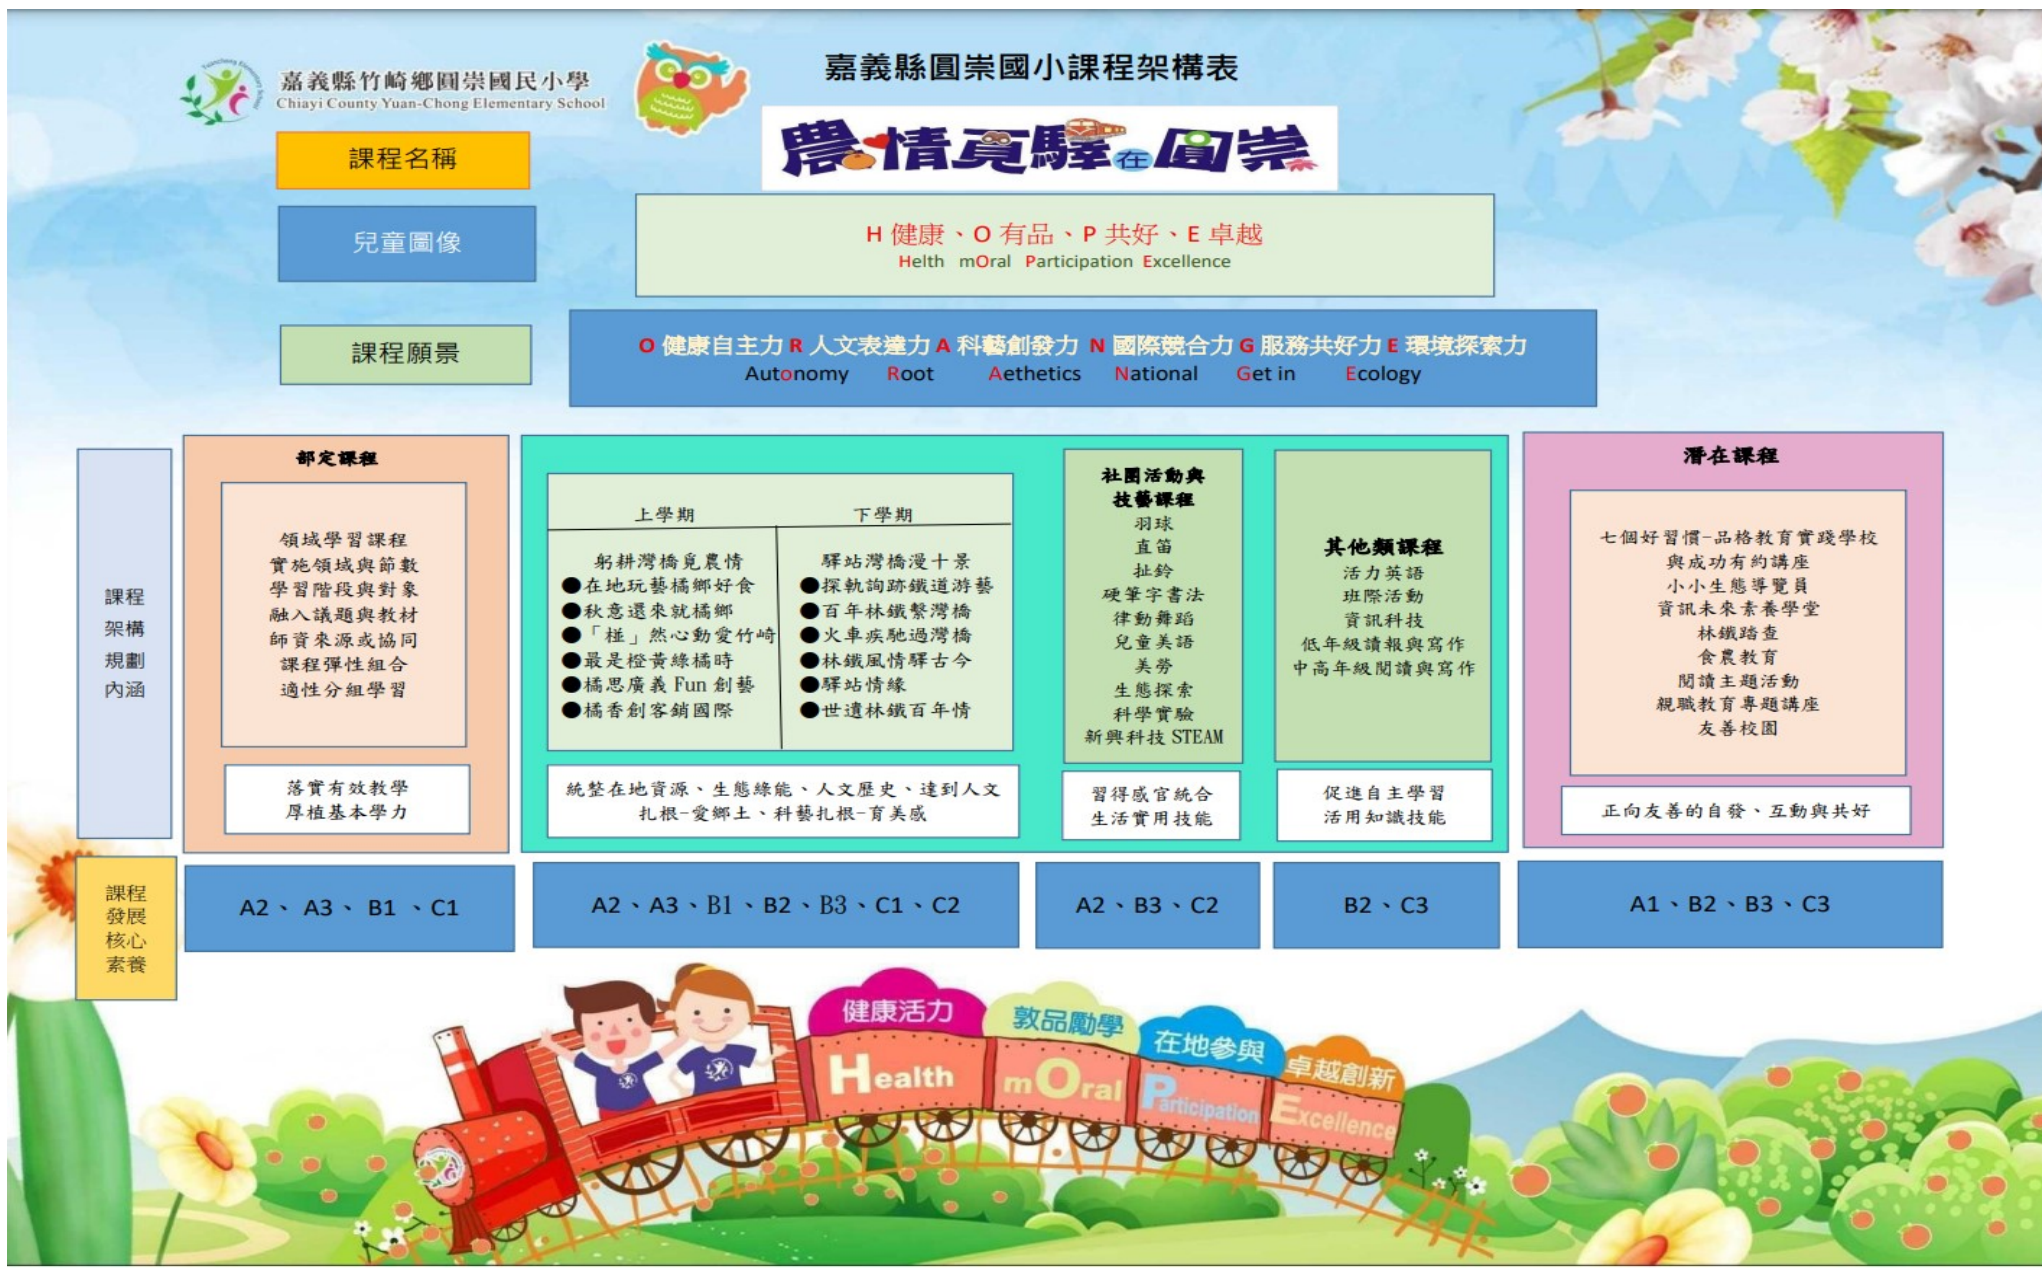 嘉義縣竹崎鄉圓崇國民小學
Chiayi County Yuan-Chong Elementary School
嘉義縣圓崇國小課程架構表
農情覓驛在圓崇
課程名稱
兒童圖像
H 健康、O 有品、P 共好、E 卓越
Helth mOral Participation Excellence
課程願景
O 健康自主力 R 人文表達力 A 科藝創發力 N 國際競合力 G 服務共好力 E 環境探索力
Autonomy Root Aethetics National Get in Ecology
課程
架構
規劃
內涵
部定課程
領域學習課程
實施領域與節數
學習階段與對象
融入議題與教材
師資來源或協同
課程彈性組合
適性分組學習
落實有效教學
厚植基本學力
上學期
躬耕灣橋覓農情
●在地玩藝橘鄉好食
●秋意還來就橘鄉
●「椪」然心動愛竹崎
●最是橙黃綠橘時
●橘思廣義 Fun 創藝
●橘香創客銷國際
下學期
驛站灣橋漫十景
●探軌詢跡鐵道游藝
●百年林鐵繫灣橋
●火車疾馳過灣橋
●林鐵風情驛古今
●驛站情緣
●世遺林鐵百年情
統整在地資源、生態綠能、人文歷史、達到人文
扎根-愛鄉土、科藝扎根-育美感
社團活動與
技藝課程
羽球
直笛
扯鈴
硬筆字書法
律動舞蹈
兒童美語
美勞
生態探索
科學實驗
新興科技 STEAM
習得感官統合
生活實用技能
其他類課程
活力英語
班際活動
資訊科技
低年級讀報與寫作
中高年級閱讀與寫作
促進自主學習
活用知識技能
潛在課程
七個好習慣-品格教育實踐學校
與成功有約講座
小小生態導覽員
資訊未來素養學堂
林鐵踏查
食農教育
閱讀主題活動
親職教育專題講座
友善校園
正向友善的自發、互動與共好
課程
發展
核心
素養
A2、A3、B1、C1
A2、A3、B1、B2、B3、C1、C2
A2、B3、C2
B2、C3
A1、B2、B3、C3
健康活力
Health
敦品勵學
mOral
在地參與
Participation
卓越創新
Excellence